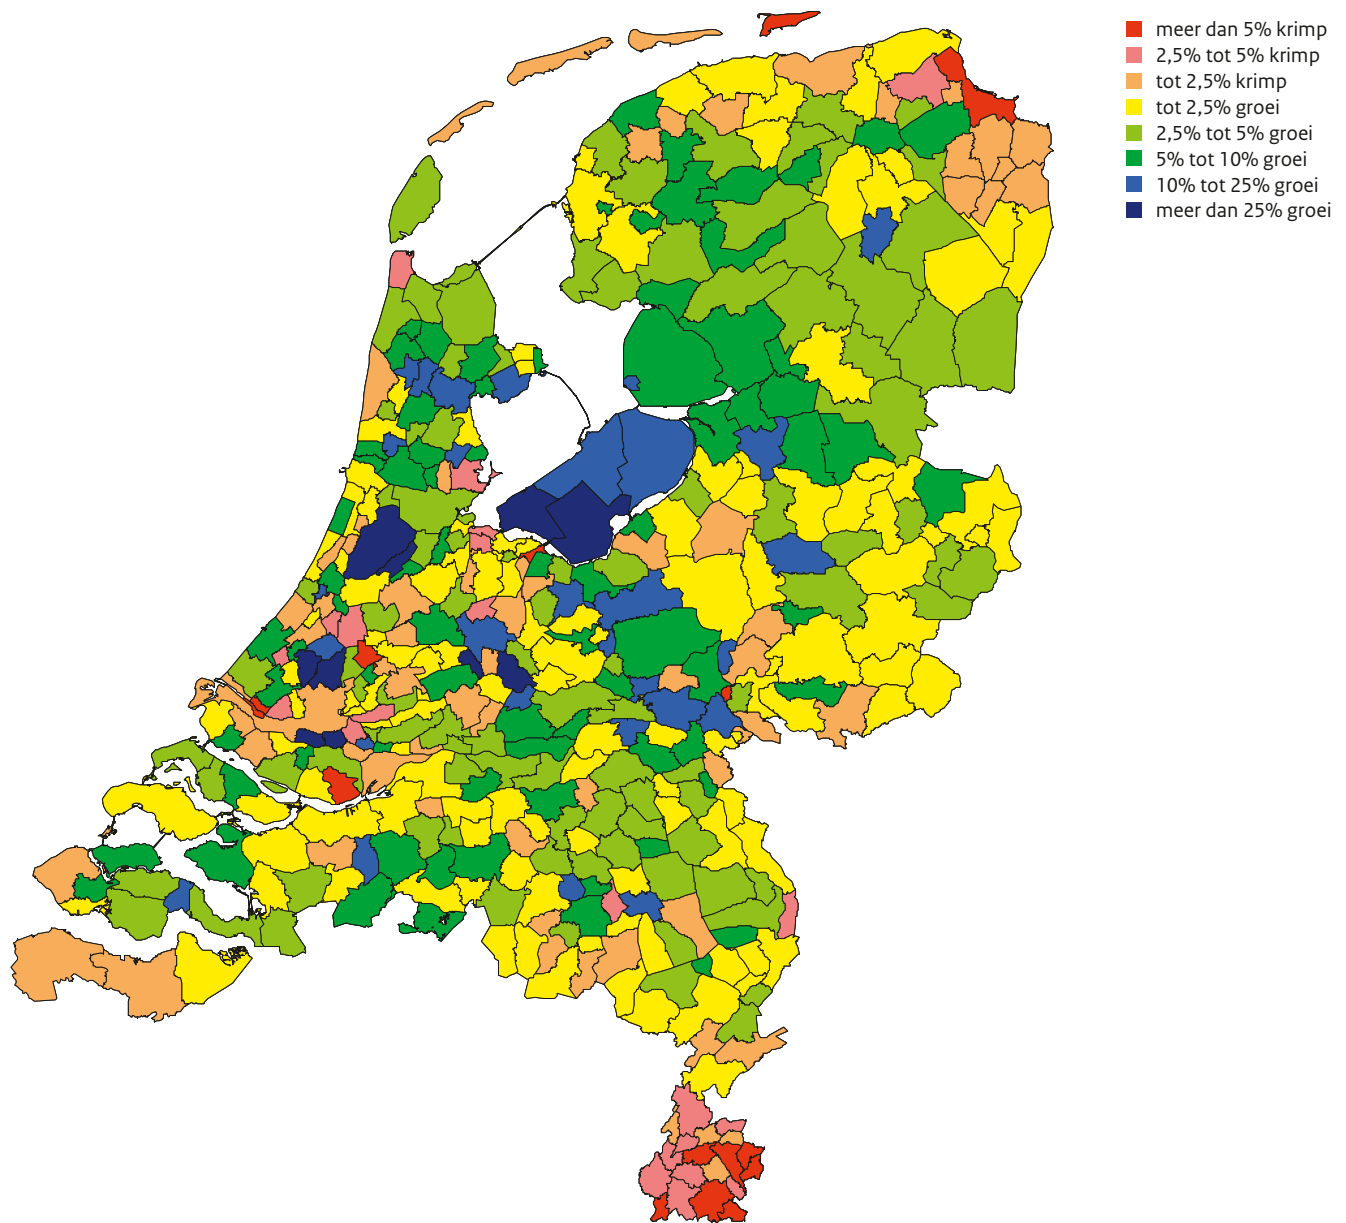 meer dan 5% krimp
2,5% tot 5% krimp
tot 2,5% krimp
tot 2,5% groei
2,5% tot 5% groei
5% tot 10% groei
10% tot 25% groei
meer dan 25% groei